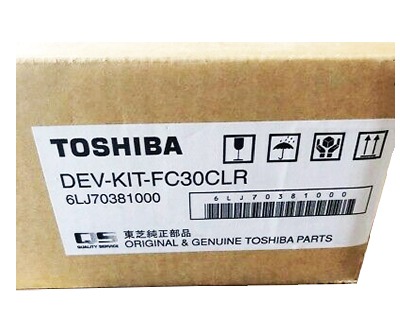 TOSHIBA
DEV-KIT-FC30CLR
6LJ70381000
6LJ70381000
QS 東芝純正部品
QUALITY SERVICE ORIGINAL & GENUINE TOSHIBA PARTS